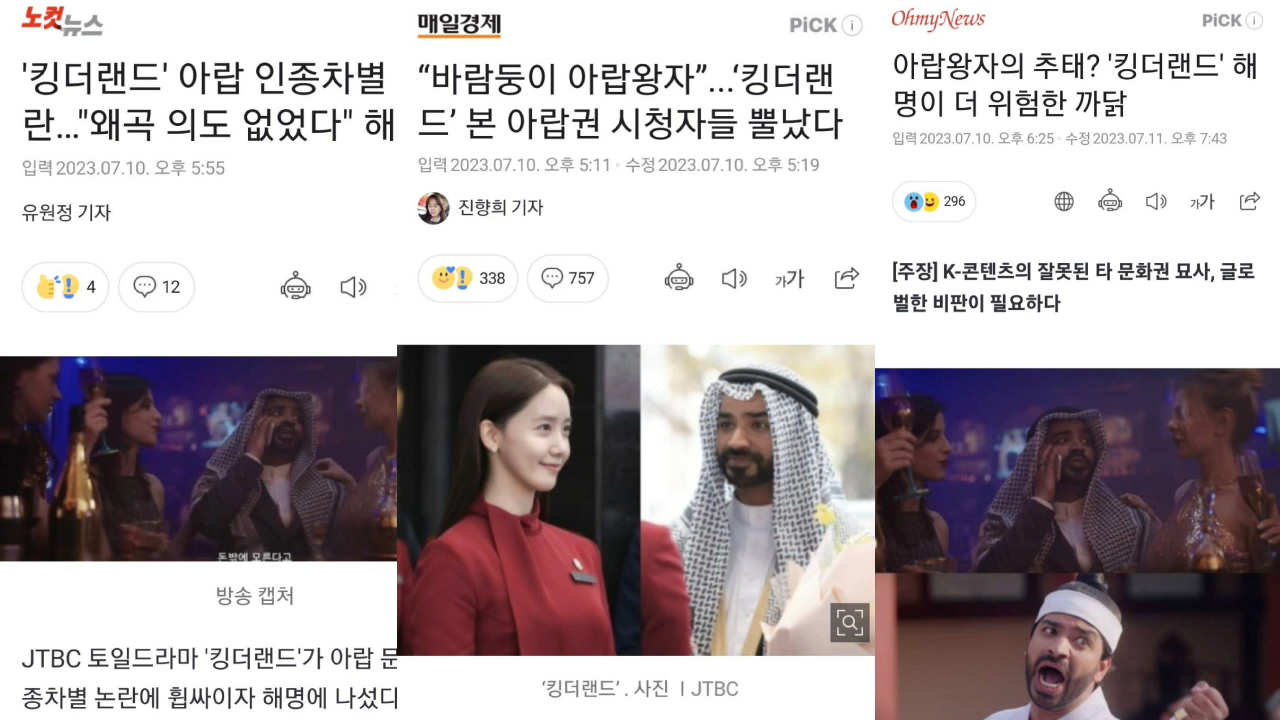 노컷뉴스
'킹더랜드' 아랍 인종차별
란…"왜곡 의도 없었다" 해
입력 2023.07.10. 오후 5:55
유원정 기자
4
12
돈밖에 모른다고
방송 캡처
JTBC 토일드라마 '킹더랜드'가 아랍 문
종차별 논란에 휩싸이자 해명에 나섰다
매일경제
PiCK
“바람둥이 아랍왕자”…‘킹더랜
드’ 본 아랍권 시청자들 뿔났다
입력 2023.07.10. 오후 5:11 · 수정 2023.07.10. 오후 5:19
진향희 기자
338
757
가가
‘킹더랜드’ . 사진 ㅣJTBC
OhmyNews
PiCK
아랍왕자의 추태? '킹더랜드' 해
명이 더 위험한 까닭
입력 2023.07.10. 오후 6:25 · 수정 2023.07.11. 오후 7:43
296
가가
[주장] K-콘텐츠의 잘못된 타 문화권 묘사, 글로
벌한 비판이 필요하다